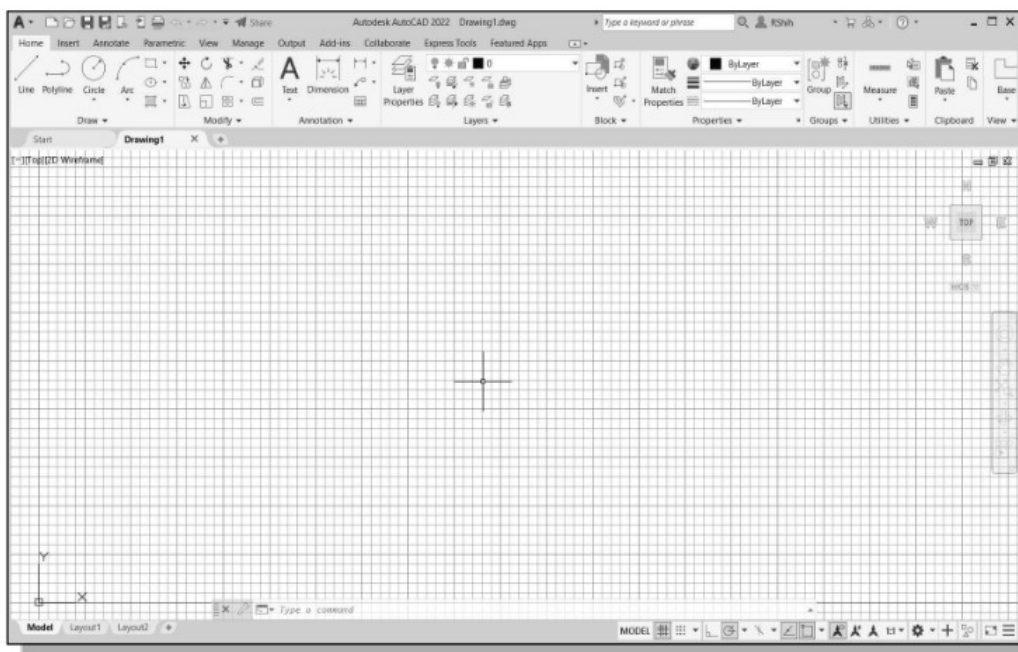 Share Autodesk AutoCAD 2022 Drawing1.dwg Type a keyword or phrase RShih
Home Insert Annotate Parametric View Manage Output Add-ins Collaborate Express Tools Featured Apps
Line Polyline Circle Arc Text Dimension Layer Properties 0 Insert Match Properties ByLayer ByLayer ByLayer Group Measure Paste Base
Draw Modify Annotation Layers Block Properties Groups Utilities Clipboard View
Start Drawing1
[-][Top][2D Wireframe]
W TOP E
WCS
Y
X
Type a command
Model Layout1 Layout2 MODEL 1:1